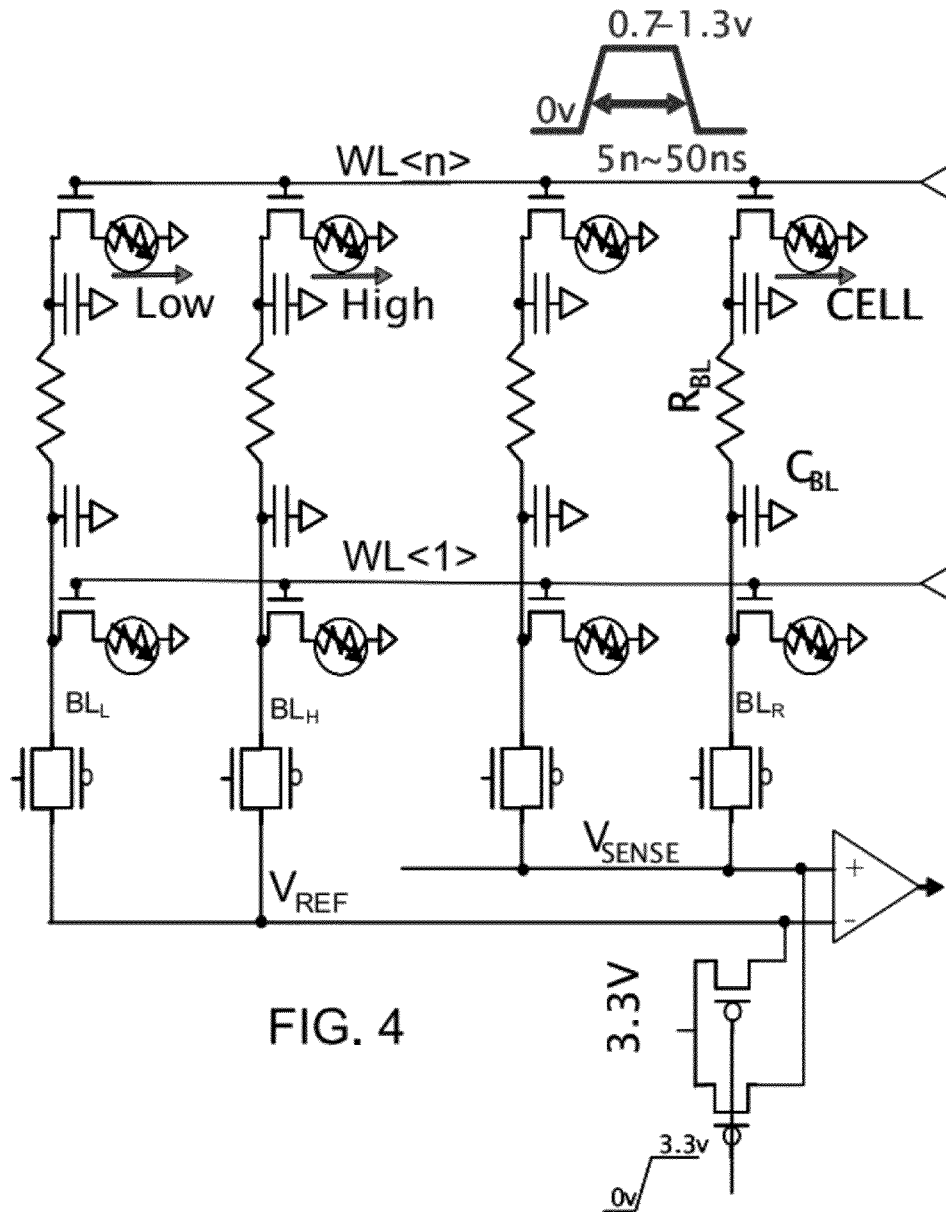 0.7–1.3v
0v
5n~50ns
WL<n>
Low
High
CELL
R_BL
C_BL
WL<1>
BL_L
BL_H
BL_R
V_SENSE
+
V_REF
-
3.3V
FIG. 4
3.3v
0v